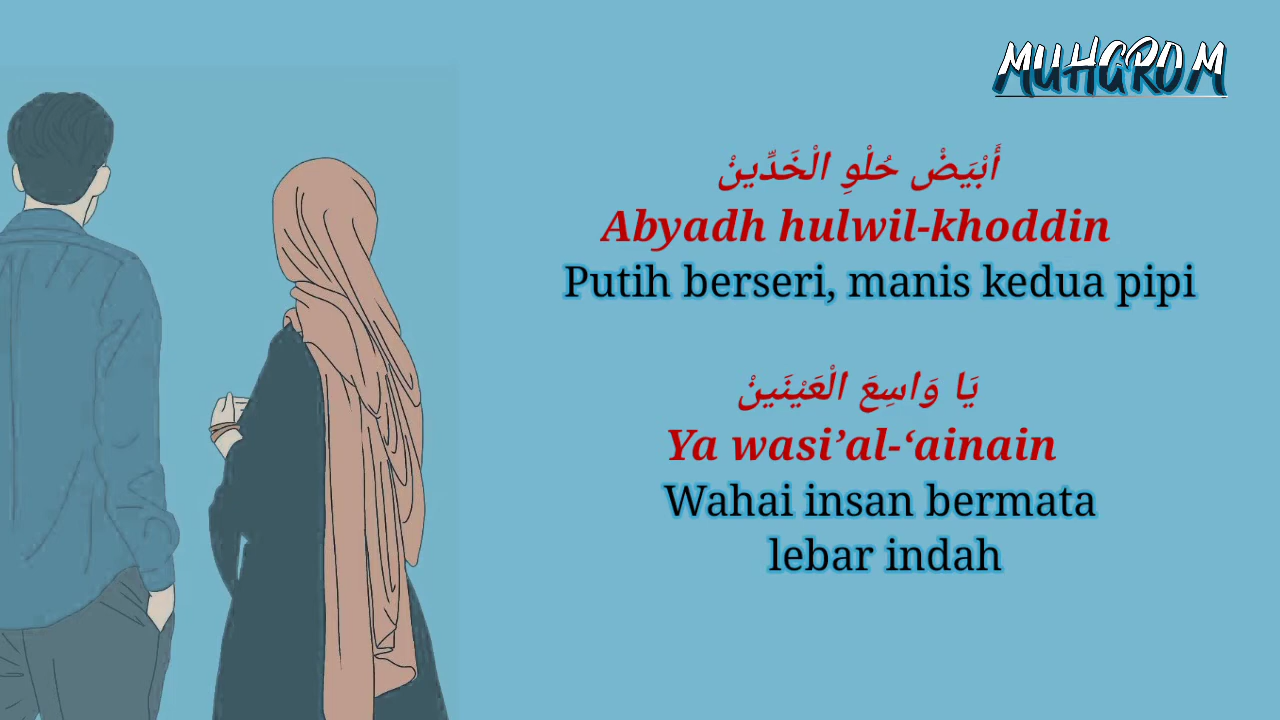 MUHGROM
أَبْيَضْ حُلْوِ الْخَدِّينْ
Abyadh hulwil-khoddin
Putih berseri, manis kedua pipi
يَا وَاسِعَ الْعَيْنَينْ
Ya wasi’al-‘ainain
Wahai insan bermata
lebar indah